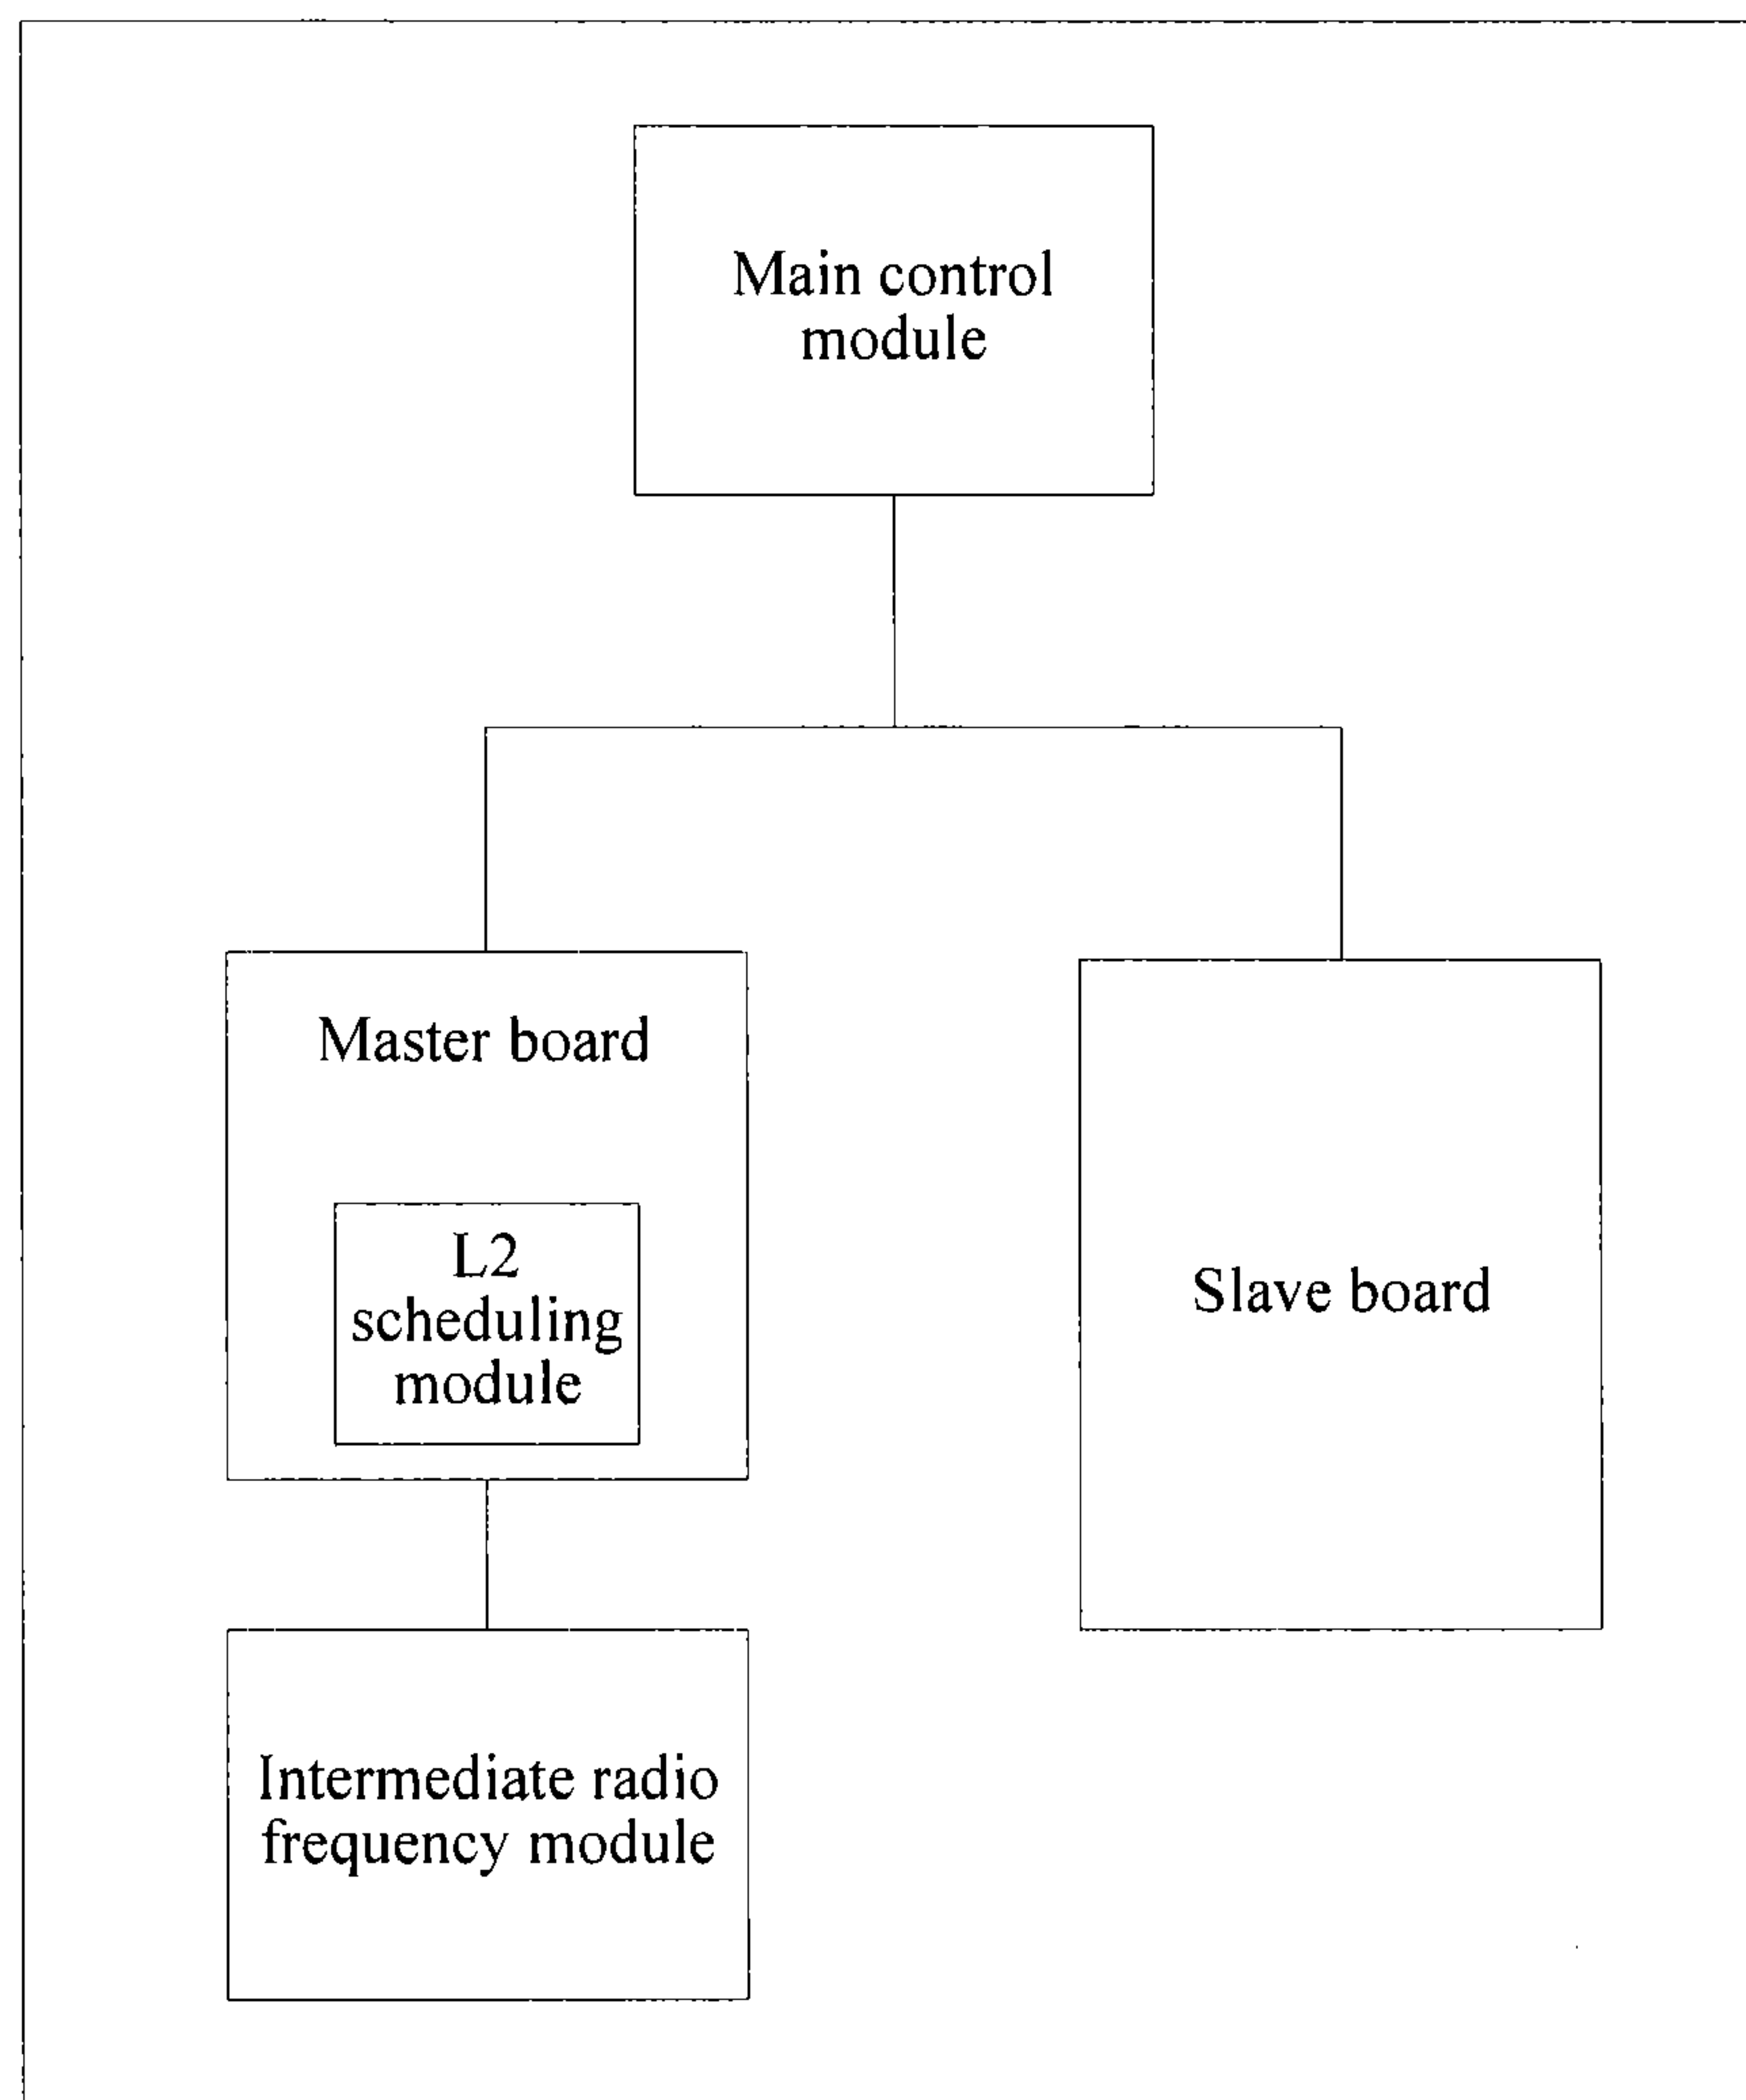 Main control
module
Master board
L2
scheduling
module
Slave board
Intermediate radio
frequency module